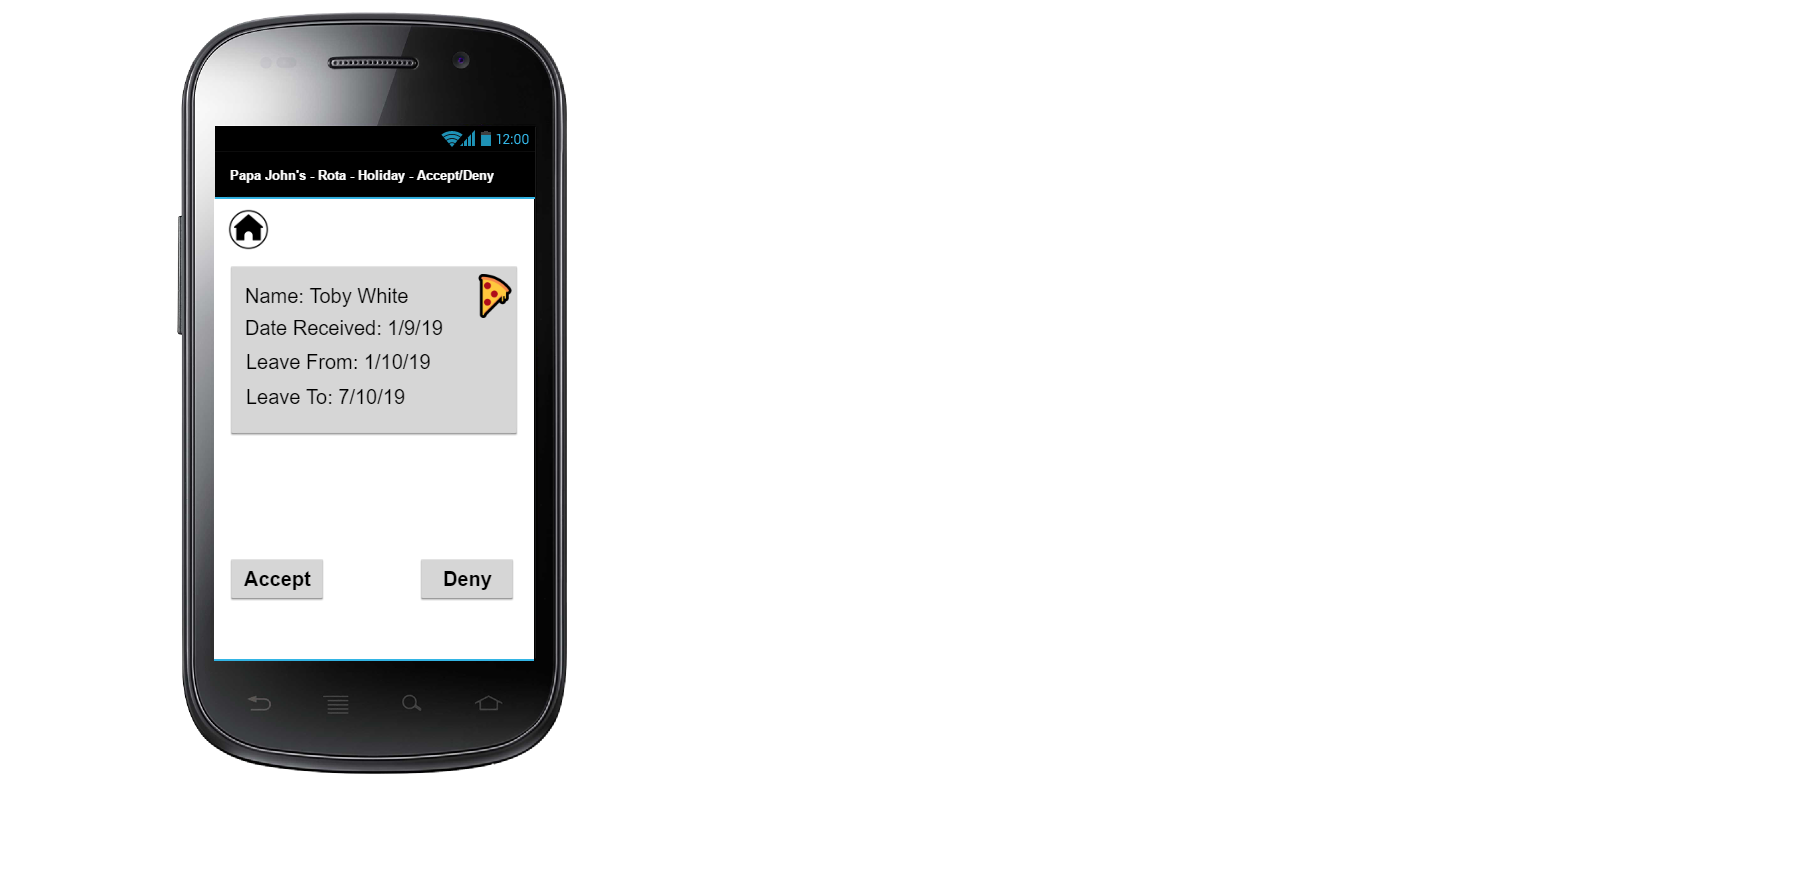 12:00
Papa John's - Rota - Holiday - Accept/Deny
Name: Toby White
Date Received: 1/9/19
Leave From: 1/10/19
Leave To: 7/10/19
Accept
Deny